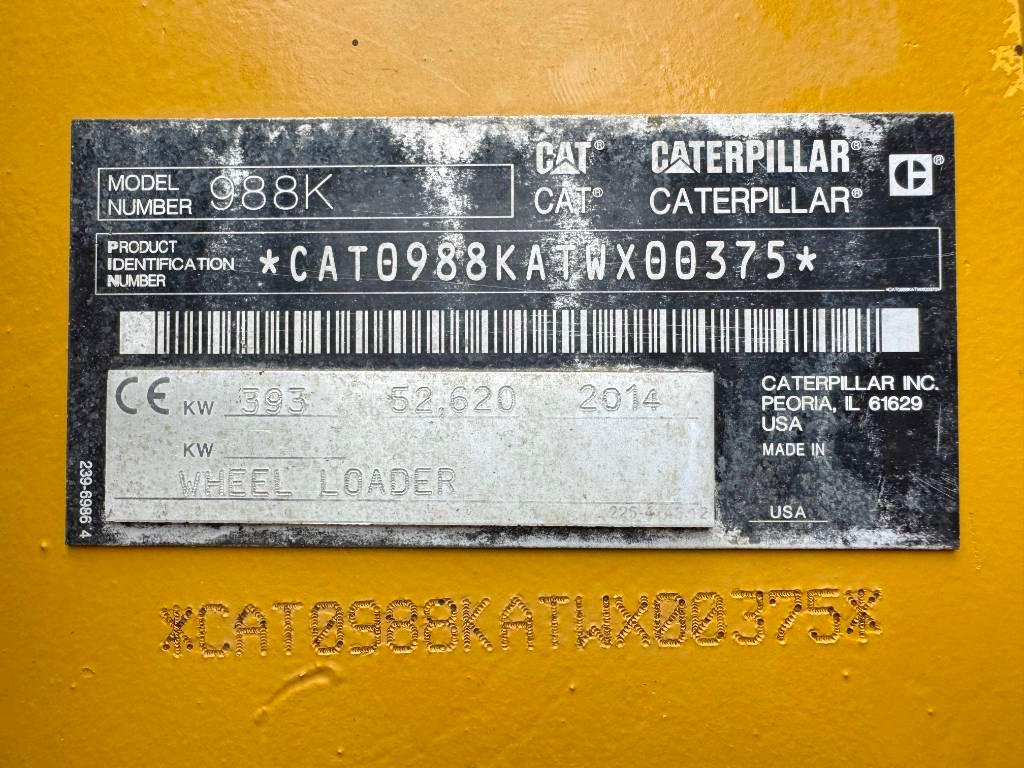 MODEL NUMBER 988K
CAT® CATERPILLAR®
CAT® CATERPILLAR®
PRODUCT IDENTIFICATION NUMBER *CAT0988KATWX00375*
CE KW 393 52,620 2014
KW
WHEEL LOADER
CATERPILLAR INC.
PEORIA, IL 61629
USA
MADE IN
USA
239-6986 4
*CAT0988KATWX00375*